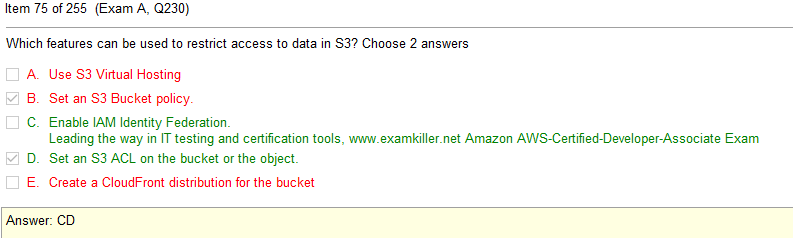 Item 75 of 255 (Exam A, Q230)
Which features can be used to restrict access to data in S3? Choose 2 answers
A. Use S3 Virtual Hosting
B. Set an S3 Bucket policy.
C. Enable IAM Identity Federation.
Leading the way in IT testing and certification tools, www.examkiller.net Amazon AWS-Certified-Developer-Associate Exam
D. Set an S3 ACL on the bucket or the object.
E. Create a CloudFront distribution for the bucket
Answer: CD